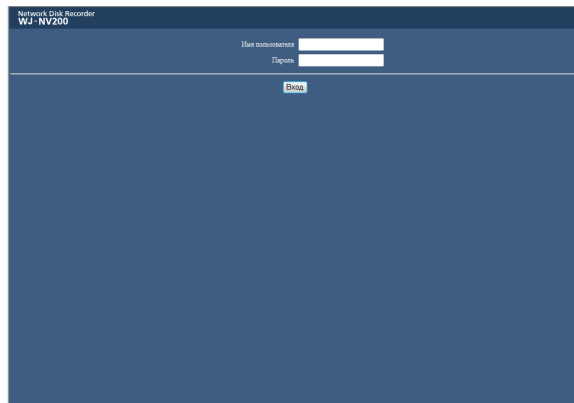 Network Disk Recorder
WJ-NV200
Имя пользователя
Пароль
Вход